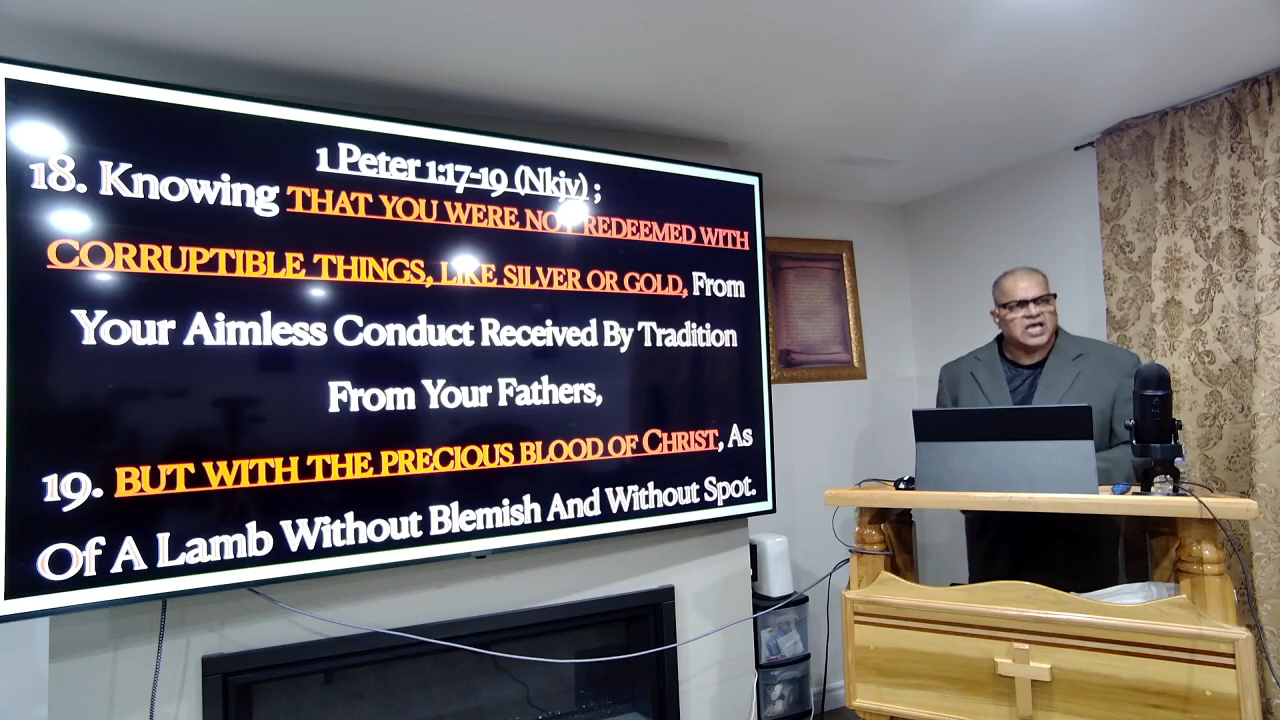 1 Peter 1:17-19 (Nkjv) ;
18. Knowing THAT YOU WERE NOT REDEEMED WITH
CORRUPTIBLE THINGS, LIKE SILVER OR GOLD, From
Your Aimless Conduct Received By Tradition
From Your Fathers,
19. BUT WITH THE PRECIOUS BLOOD OF CHRIST, As
Of A Lamb Without Blemish And Without Spot.